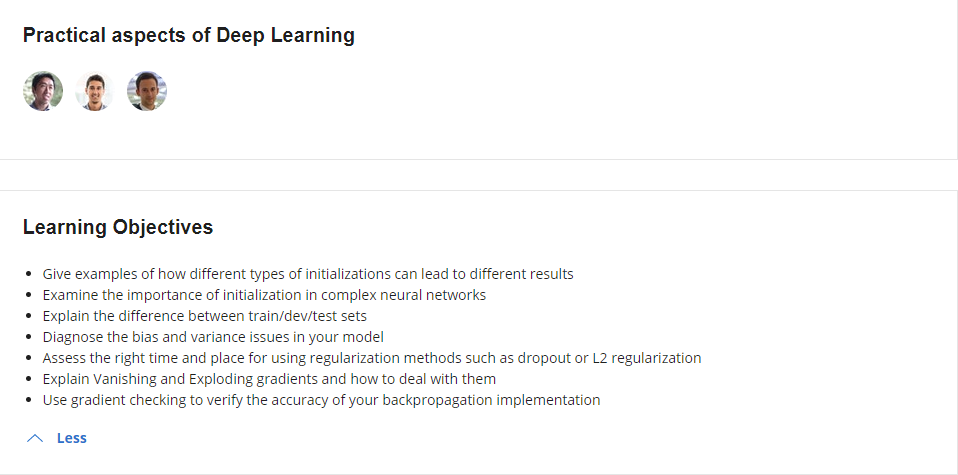 Practical aspects of Deep Learning
Learning Objectives
Give examples of how different types of initializations can lead to different results
Examine the importance of initialization in complex neural networks
Explain the difference between train/dev/test sets
Diagnose the bias and variance issues in your model
Assess the right time and place for using regularization methods such as dropout or L2 regularization
Explain Vanishing and Exploding gradients and how to deal with them
Use gradient checking to verify the accuracy of your backpropagation implementation
Less